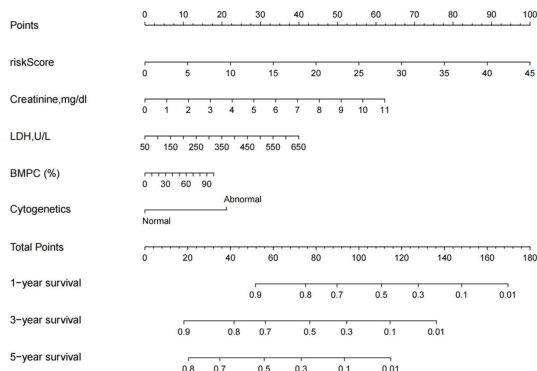 Points
0 10 20 30 40 50 60 70 80 90 100
riskScore
0 5 10 15 20 25 30 35 40 45
Creatinine,mg/dl
0 1 2 3 4 5 6 7 8 9 10 11
LDH,U/L
50 150 250 350 450 550 650
BMPC (%)
0 30 60 90
Abnormal
Cytogenetics
Normal
Total Points
0 20 40 60 80 100 120 140 160 180
1−year survival
0.9 0.8 0.7 0.5 0.3 0.1 0.01
3−year survival
0.9 0.8 0.7 0.5 0.3 0.1 0.01
5−year survival
0.8 0.7 0.5 0.3 0.1 0.01